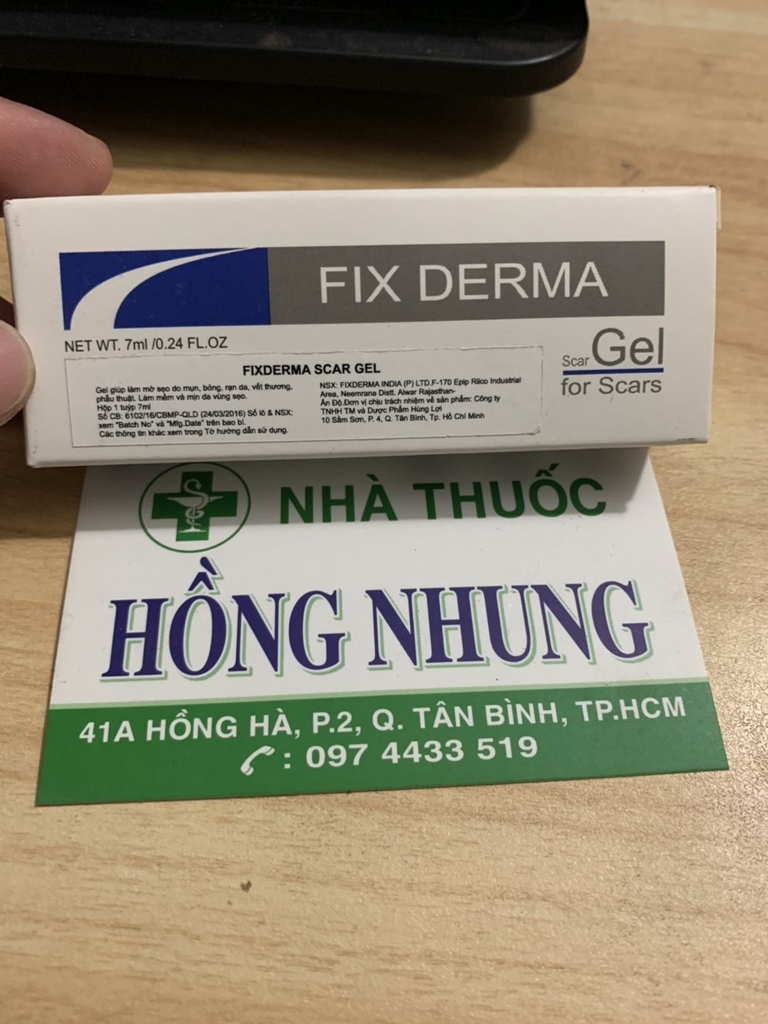 FIX DERMA
NET WT. 7ml /0.24 FL.OZ
Scar Gel
for Scars
FIXDERMA SCAR GEL
Gel giúp làm mờ sẹo do mụn, bỏng, rạn da, vết thương,
phẫu thuật. Làm mềm và mịn da vùng sẹo.
Hộp 1 tuýp 7ml
Số CB: 6102/16/CBMP-QLD (24/03/2016) Số lô & NSX:
xem "Batch No" và "Mfg.Date" trên bao bì.
Các thông tin khác xem trong Tờ hướng dẫn sử dụng.
NSX: FIXDERMA INDIA (P) LTD.F-170 Epip Riico Industrial
Area, Neemrana Distt. Alwar Rajasthan-
Ấn Độ.Đơn vị chịu trách nhiệm về sản phẩm: Công ty
TNHH TM và Dược Phẩm Hùng Lợi
10 Sầm Sơn, P. 4, Q. Tân Bình, Tp. Hồ Chí Minh
NHÀ THUỐC
HỒNG NHUNG
41A HỒNG HÀ, P.2, Q. TÂN BÌNH, TP.HCM
: 097 4433 519